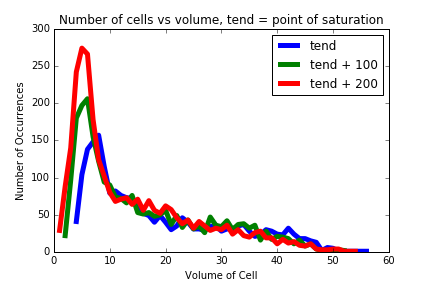 Number of cells vs volume, tend = point of saturation
300
250
200
150
100
50
0
Number of Occurrences
tend
tend + 100
tend + 200
0 10 20 30 40 50 60
Volume of Cell